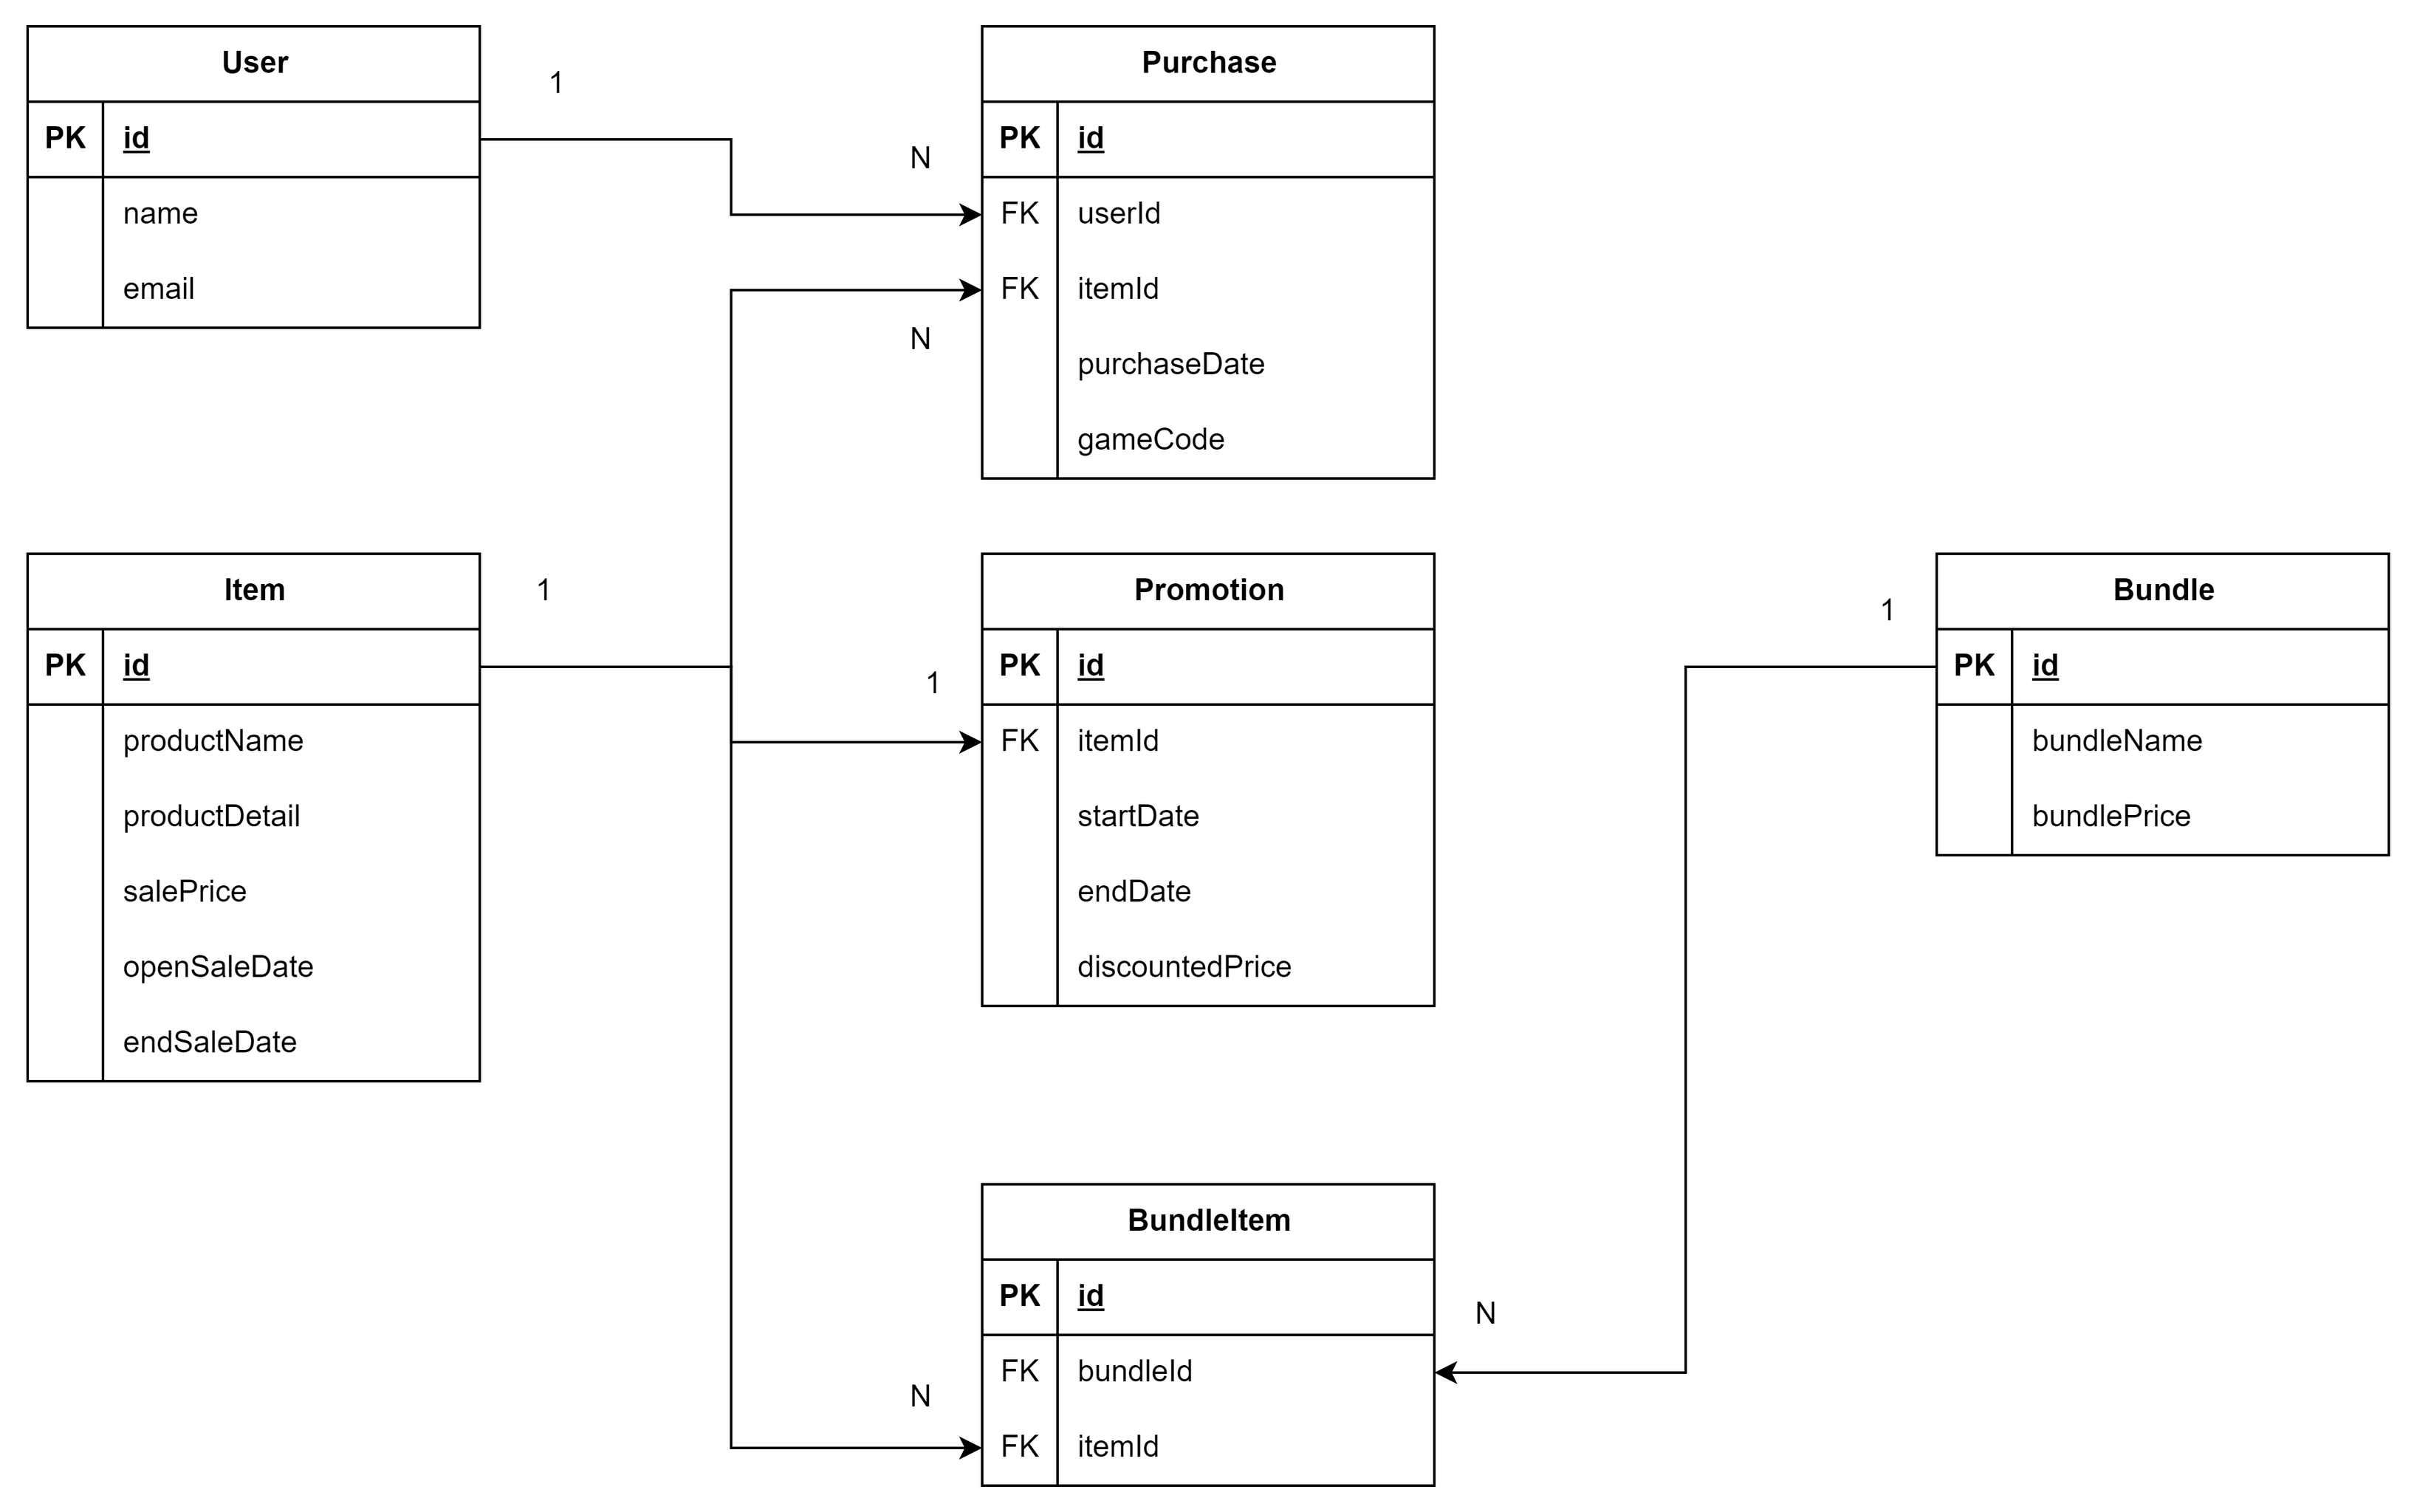 User
PK id
name
email
1
N
Purchase
PK id
FK userId
FK itemId
purchaseDate
gameCode
N
Item
PK id
productName
productDetail
salePrice
openSaleDate
endSaleDate
1
1
Promotion
PK id
FK itemId
startDate
endDate
discountedPrice
1
Bundle
PK id
bundleName
bundlePrice
BundleItem
PK id
FK bundleId
FK itemId
N
N